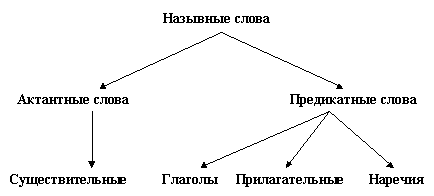 Назывные слова
Актантные слова Предикатные слова
Существительные Глаголы Прилагательные Наречия